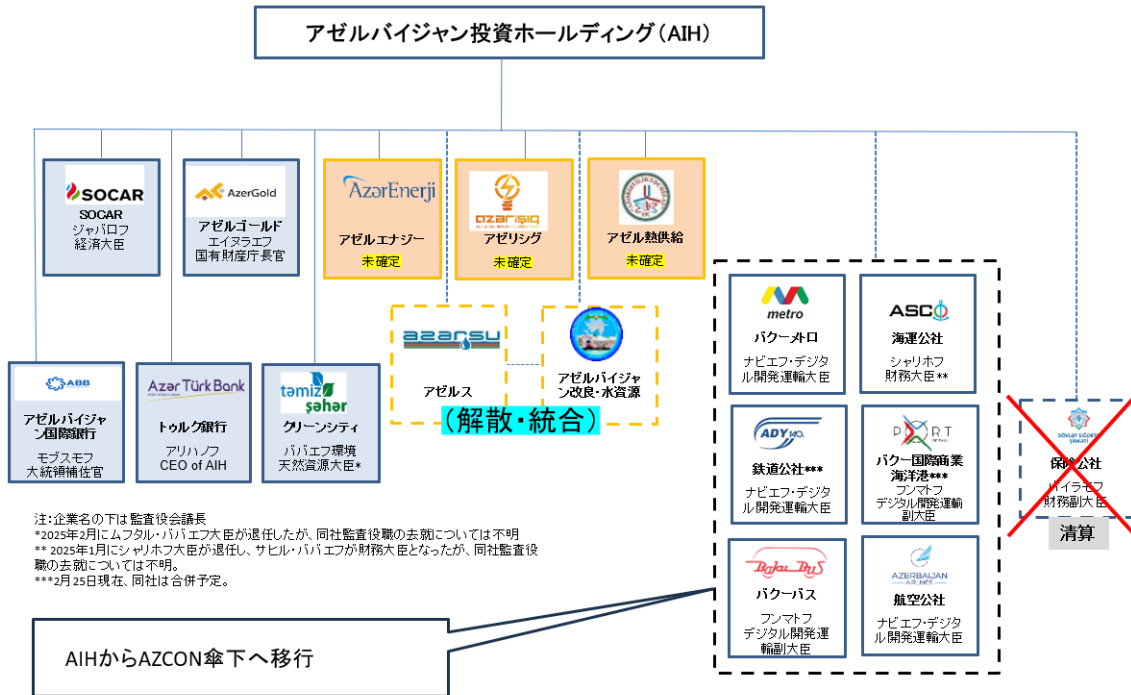 アゼルバイジャン投資ホールディング（AIH）
SOCAR
SOCAR
ジャバロフ
経済大臣
AzerGold
アゼルゴールド
エイヌラエフ
国有財産庁長官
AzərEnerji
アゼルエナジー
未確定
azərişıq
アゼリシグ
未確定
アゼル熱供給
未確定
azərsu
アゼルス
アゼルバイジャ
ン改良・水資源
（解散・統合）
ABB
アゼルバイジャ
ン国際銀行
モブスモフ
大統領補佐官
Azər Türk Bank
トゥルク銀行
アリハノフ
CEO of AIH
təmiz
şəhər
クリーンシティ
ババエフ環境
天然資源大臣*
metro
バクーメトロ
ナビエフ・デジタ
ル開発運輸大臣
ASCO
海運公社
シャリホフ
財務大臣**
ADY
鉄道公社***
ナビエフ・デジタ
ル開発運輸大臣
PORT
バクー国際商業
海洋港***
フンマトフ
デジタル開発運輸
副大臣
Baku Bus
バクーバス
フンマトフ
デジタル開発運
輸副大臣
AZERBAIJAN
AIRLINES
航空公社
ナビエフ・デジタ
ル開発運輸大臣
DÖVLƏT SIĞORTA
ŞİRKƏTİ
保険公社
バイラモフ
財務副大臣
清算
注：企業名の下は監査役会議長
*2025年2月にムフタル・ババエフ大臣が退任したが、同社監査役職の去就については不明
** 2025年1月にシャリホフ大臣が退任し、サヒル・ババエフが財務大臣となったが、同社監査役
職の去就については不明。
***2月25日現在、同社は合併予定。
AIHからAZCON傘下へ移行